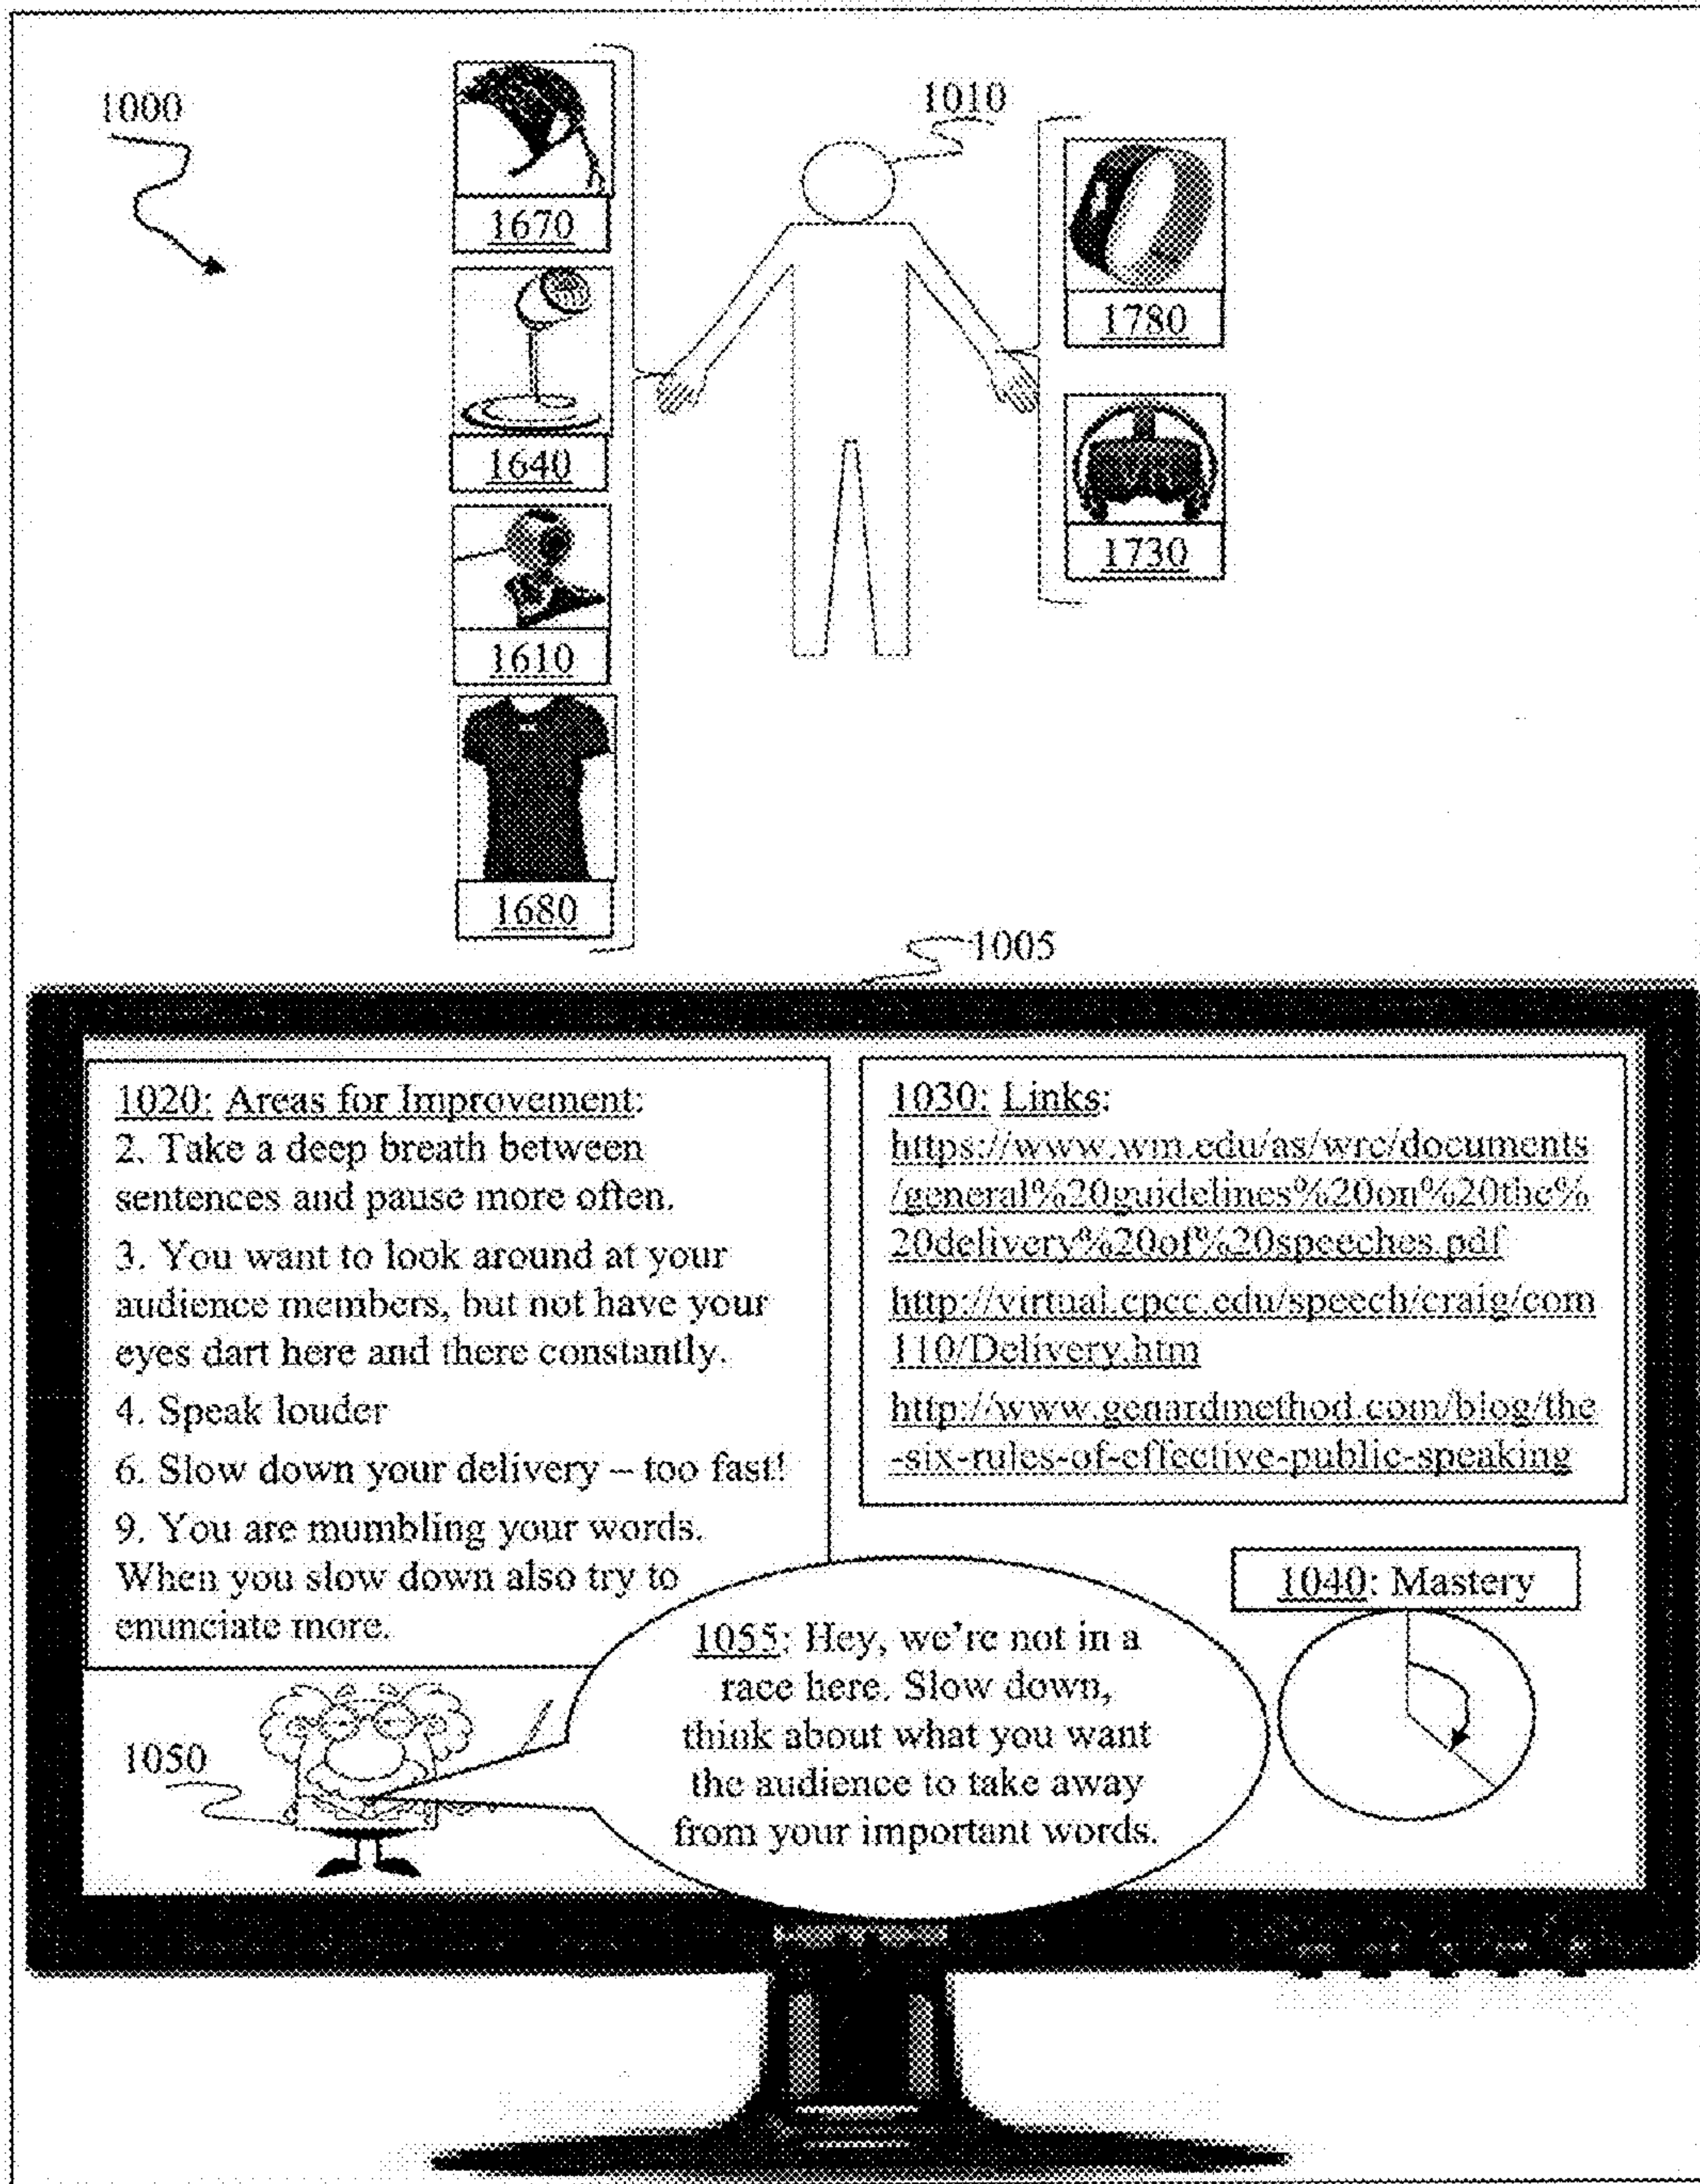 1000
1670
1010
1640
1780
1610
1730
1680
1005
1020: Areas for Improvement:
2. Take a deep breath between
sentences and pause more often.
3. You want to look around at your
audience members, but not have your
eyes dart here and there constantly.
4. Speak louder
6. Slow down your delivery – too fast!
9. You are mumbling your words.
When you slow down also try to
enunciate more.
1030: Links:
https://www.wm.edu/as/wrc/documents
/general%20guidelines%20on%20the%
20delivery%20of%20speeches.pdf
http://virtual.cpcc.edu/speech/craig/com
110/Delivery.htm
http://www.genardmethod.com/blog/the
-six-rules-of-effective-public-speaking
1040: Mastery
1055: Hey, we're not in a
race here. Slow down,
think about what you want
the audience to take away
from your important words.
1050